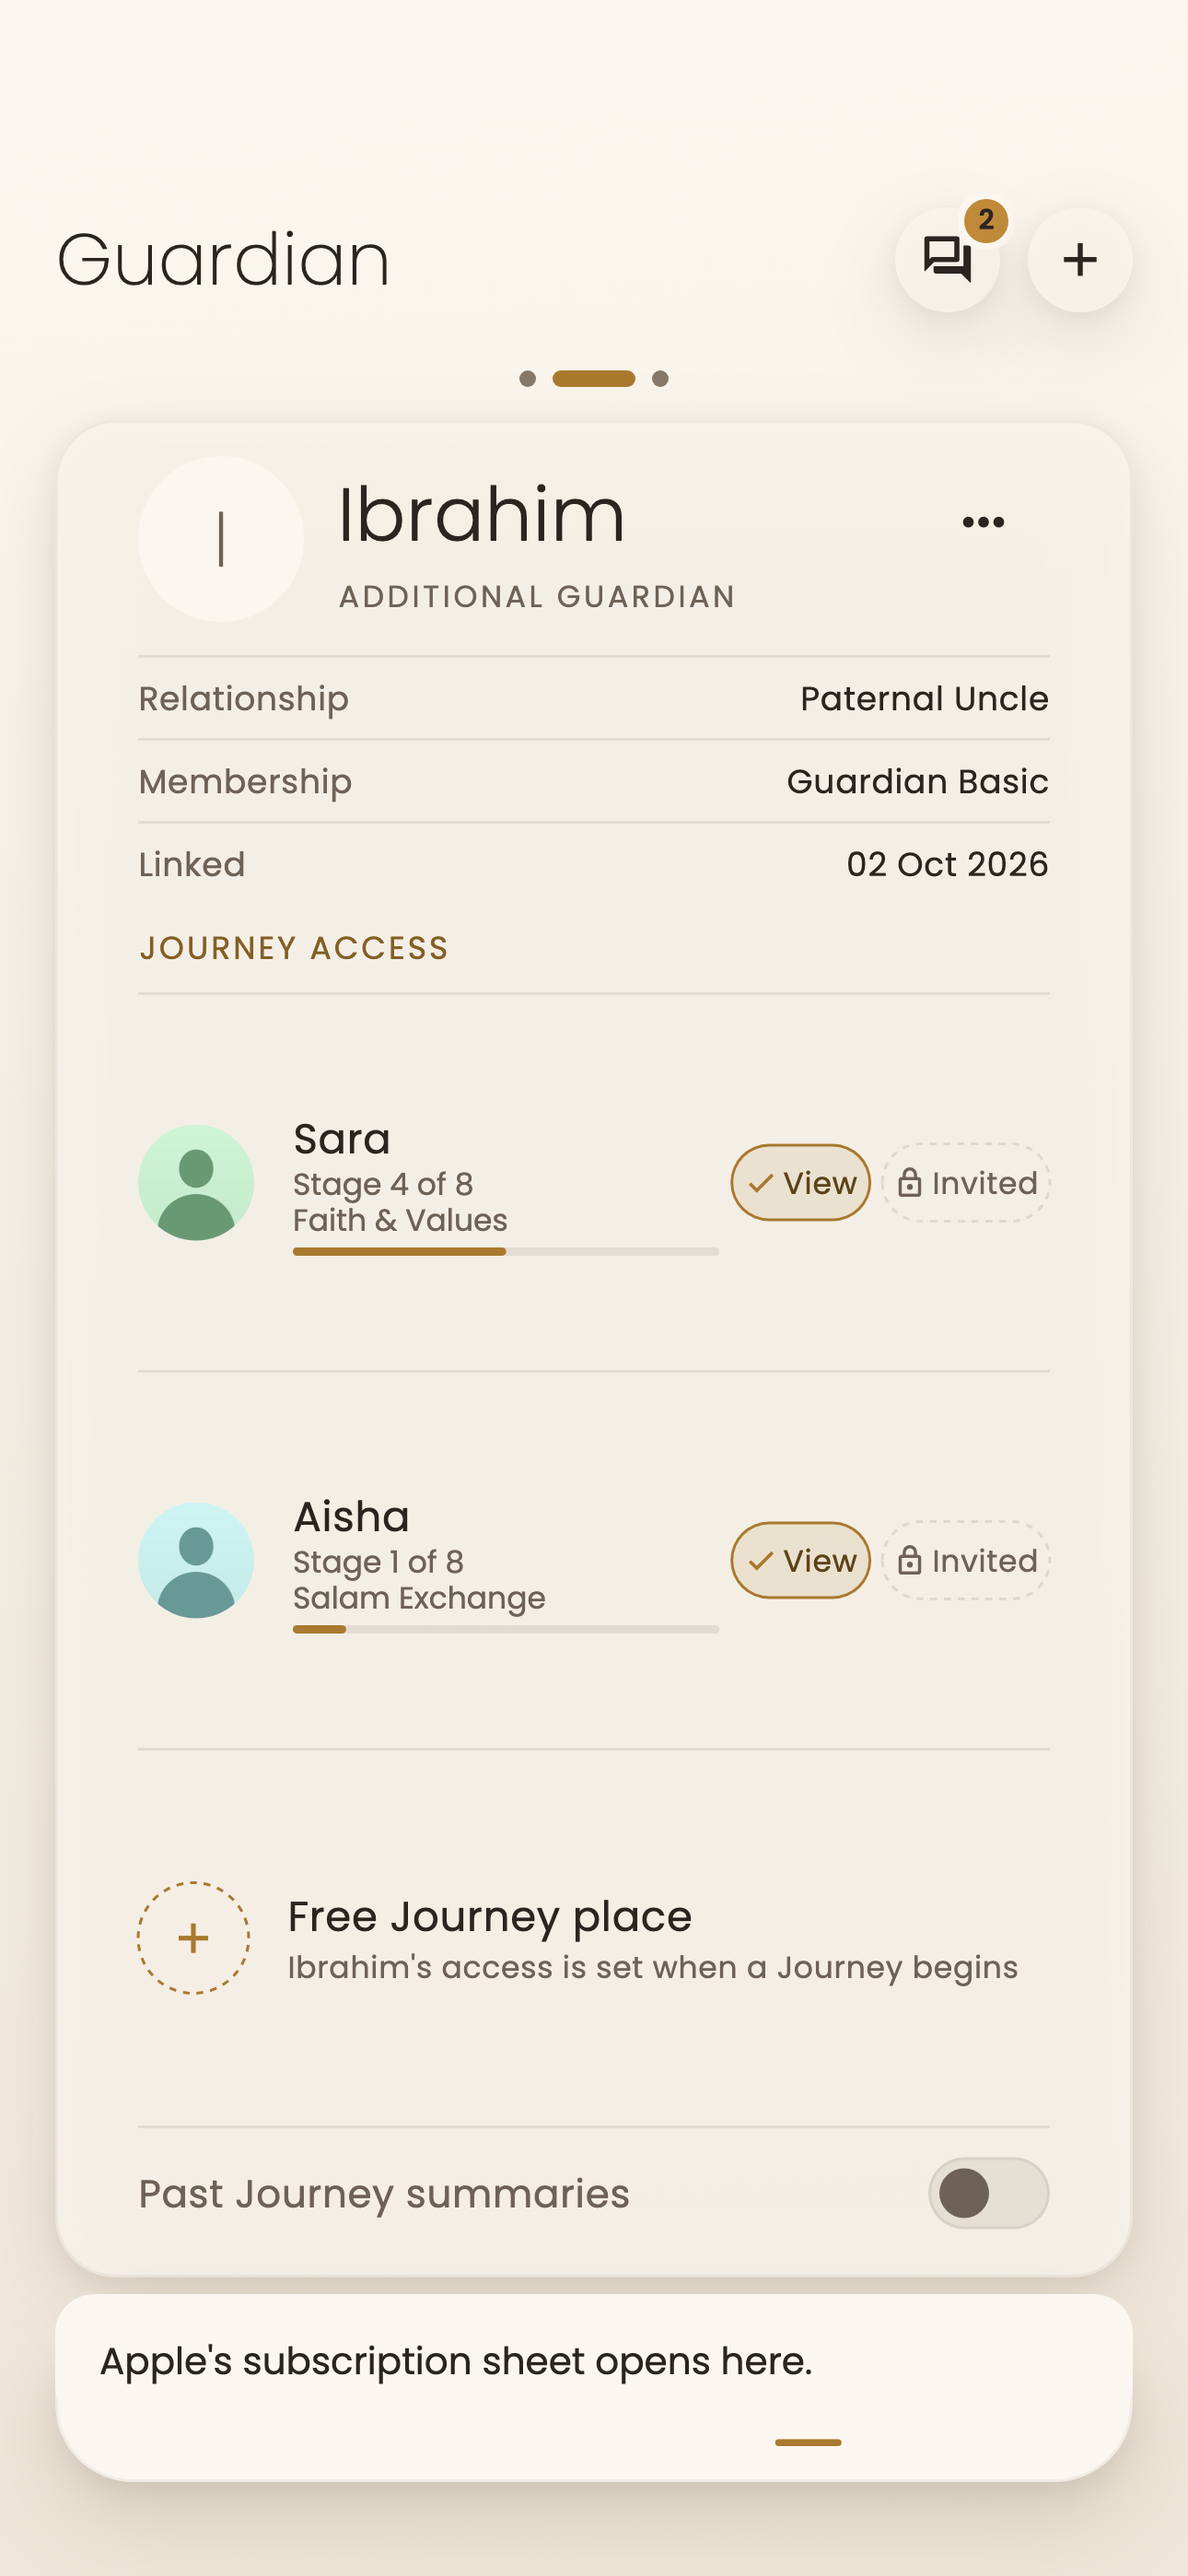 Guardian
2
I
Ibrahim
ADDITIONAL GUARDIAN
Relationship
Paternal Uncle
Membership
Guardian Basic
Linked
02 Oct 2026
JOURNEY ACCESS
Sara
Stage 4 of 8
Faith & Values
View
Invited
Aisha
Stage 1 of 8
Salam Exchange
View
Invited
Free Journey place
Ibrahim's access is set when a Journey begins
Past Journey summaries
Apple's subscription sheet opens here.